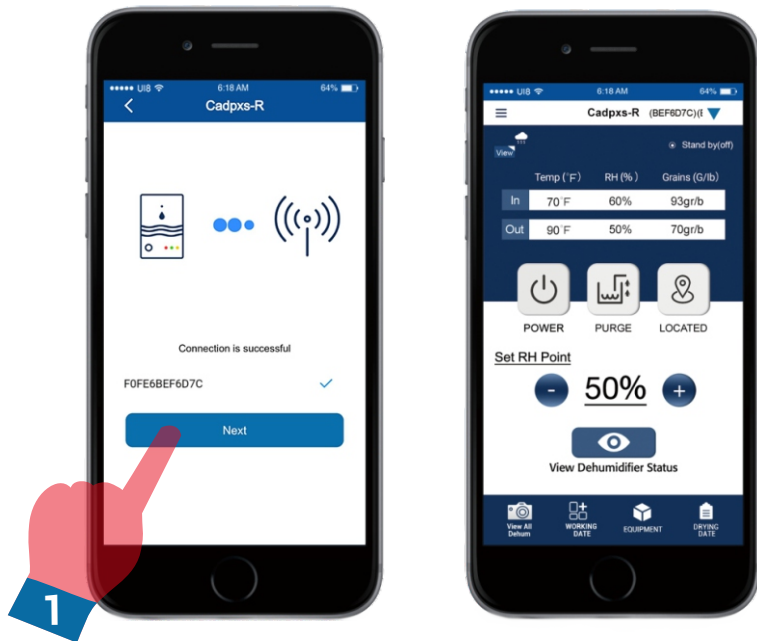 UI8 6:18 AM 64%
Cadpxs-R
Connection is successful
F0FE6BEF6D7C
Next
1
UI8 6:18 AM 64%
Cadpxs-R (BEF6D7C)(E
View Stand by(off)
Temp (°F) RH (%) Grains (G/lb)
In 70°F 60% 93gr/b
Out 90°F 50% 70gr/b
POWER PURGE LOCATED
Set RH Point
- 50% +
View Dehumidifier Status
View All Dehum
WORKING DATE
EQUIPMENT
DRYING DATE